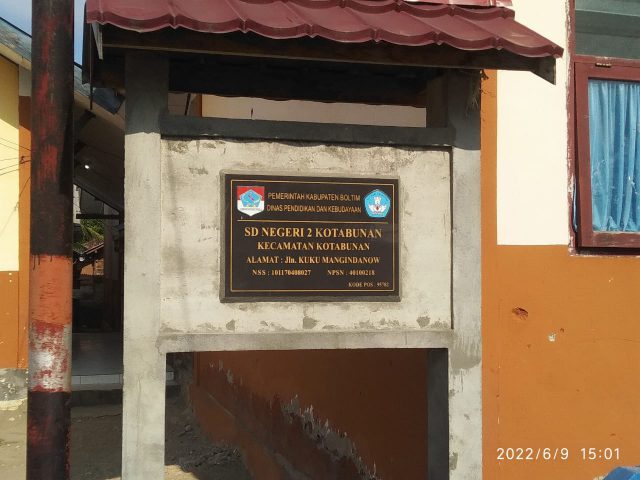 PEMERINTAH KABUPATEN BOLTIM
DINAS PENDIDIKAN DAN KEBUDAYAAN
SD NEGERI 2 KOTABUNAN
KECAMATAN KOTABUNAN
ALAMAT : Jln. KUKU MANGINDANOW
NSS : 101170408027 NPSN : 40100218
KODE POS : 95782
2022/6/9 15:01